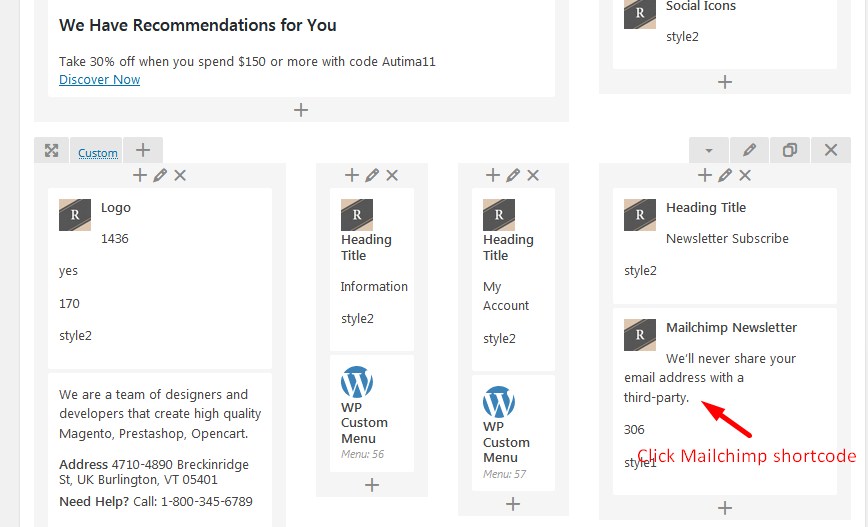 We Have Recommendations for You
Take 30% off when you spend $150 or more with code Autima11
Discover Now
R
Social Icons
style2
Custom
R
Logo
1436
yes
170
style2
We are a team of designers and
developers that create high quality
Magento, Prestashop, Opencart.
Address 4710-4890 Breckinridge
St, UK Burlington, VT 05401
Need Help? Call: 1-800-345-6789
R
Heading
Title
Information
style2
WP
Custom
Menu
Menu: 56
R
Heading
Title
My
Account
style2
WP
Custom
Menu
Menu: 57
R
Heading Title
Newsletter Subscribe
style2
R
Mailchimp Newsletter
We'll never share your
email address with a
third-party.
306
Click Mailchimp shortcode
style1